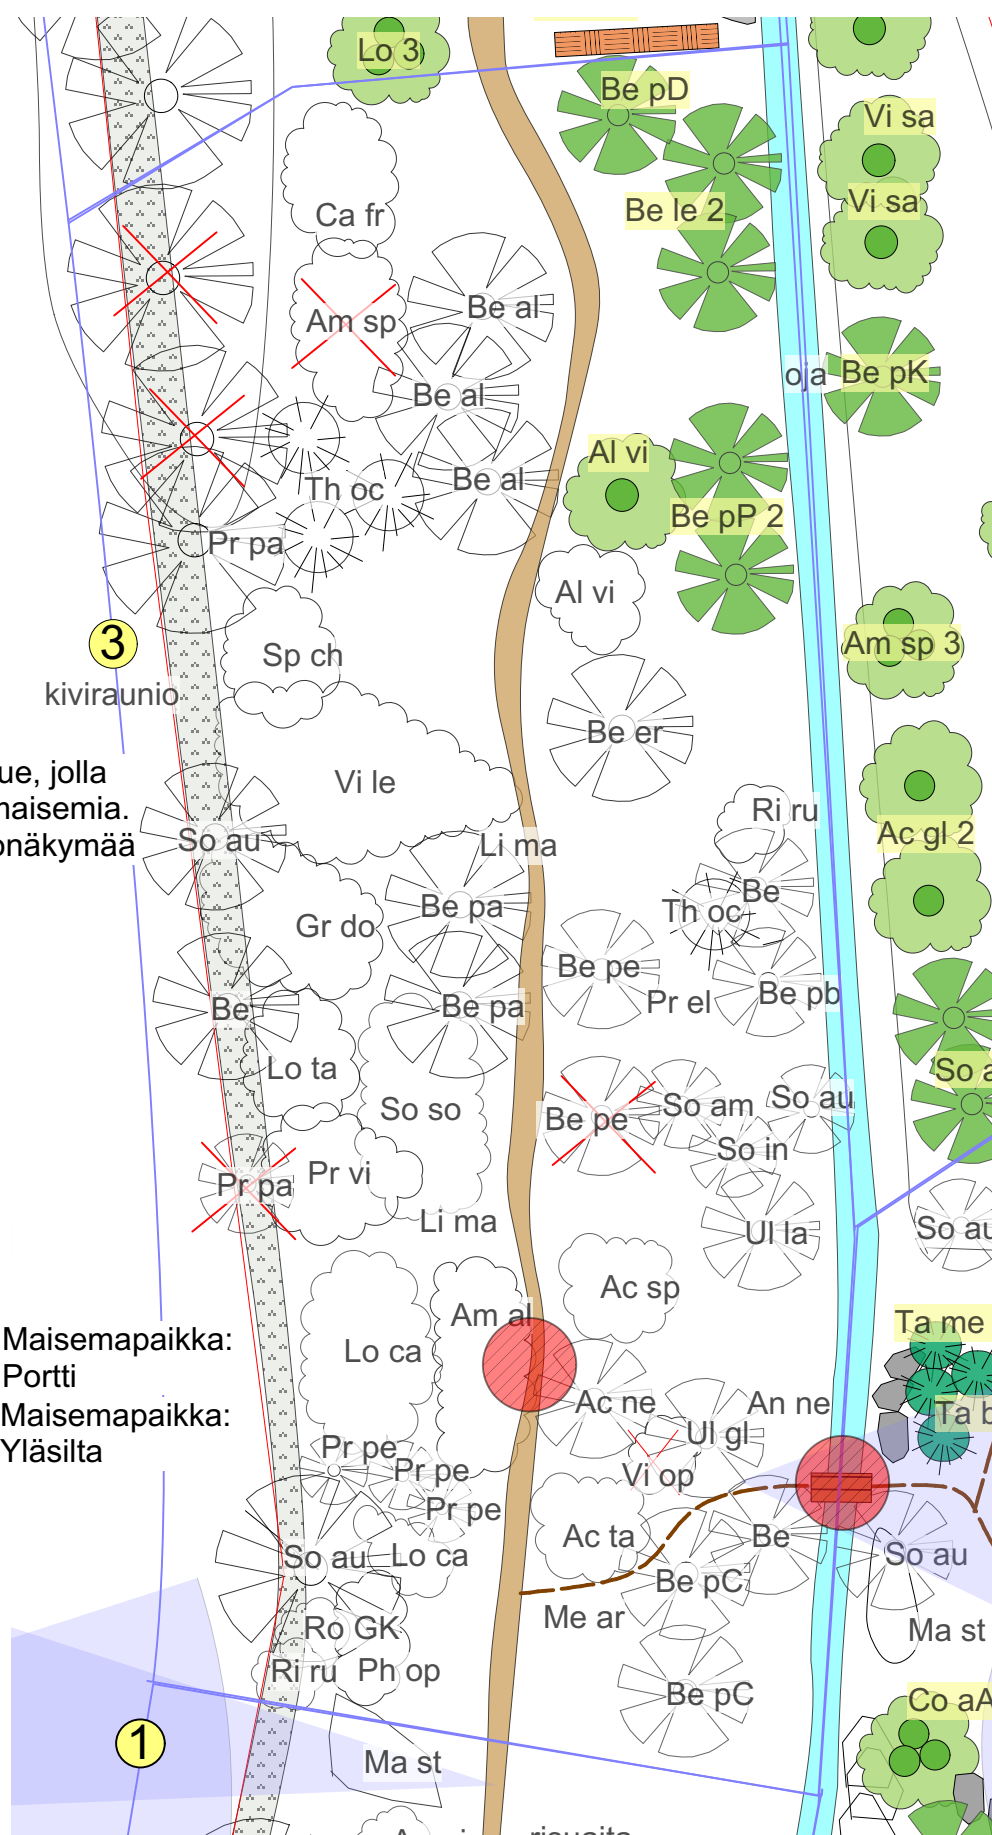 Lo 3
Be pD
Vi sa
Be le 2
Vi sa
Ca fr
Am sp
Be al
oja
Be pK
Be al
Al vi
Be al
Th oc
Be pP 2
Pr pa
Al vi
3
Sp ch
Am sp 3
kiviraunio
Be er
ue, jolla
Vi le
naisemia.
Ri ru
onäkymää
So au
Li ma
Ac gl 2
Be
Be pa
Th oc
Gr do
Be pe
Be pb
Pr el
Be
Be pa
Lo ta
So a
So so
Be pe
So am
So au
So in
Pr vi
Pr pa
Li ma
Ul la
So au
Ac sp
Am al
Ta me
Maisemapaikka:
Portti
Lo ca
Maisemapaikka:
Yläsilta
Ac ne
An ne
Ta b
Ul gl
Pr pe
Pr pe
Vi op
Pr pe
Ac ta
Be
So au
Lo ca
So au
Be pC
Me ar
Ro GK
Ma st
Ri ru
Ph op
Be pC
Co aA
1
Ma st